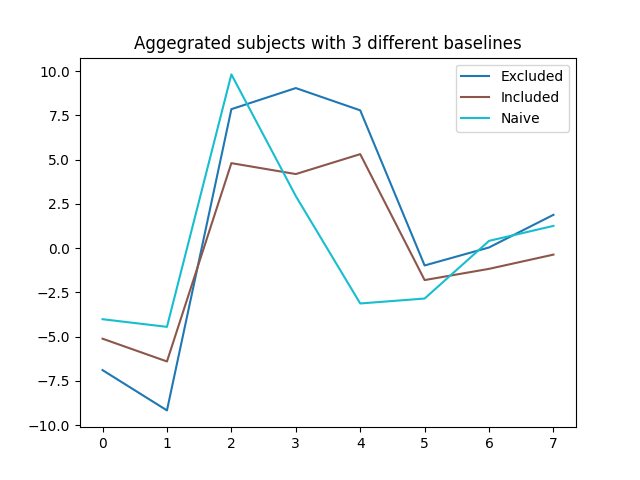 Aggegrated subjects with 3 different baselines
10.0
7.5
5.0
2.5
0.0
−2.5
−5.0
−7.5
−10.0
Excluded
Included
Naive
0 1 2 3 4 5 6 7